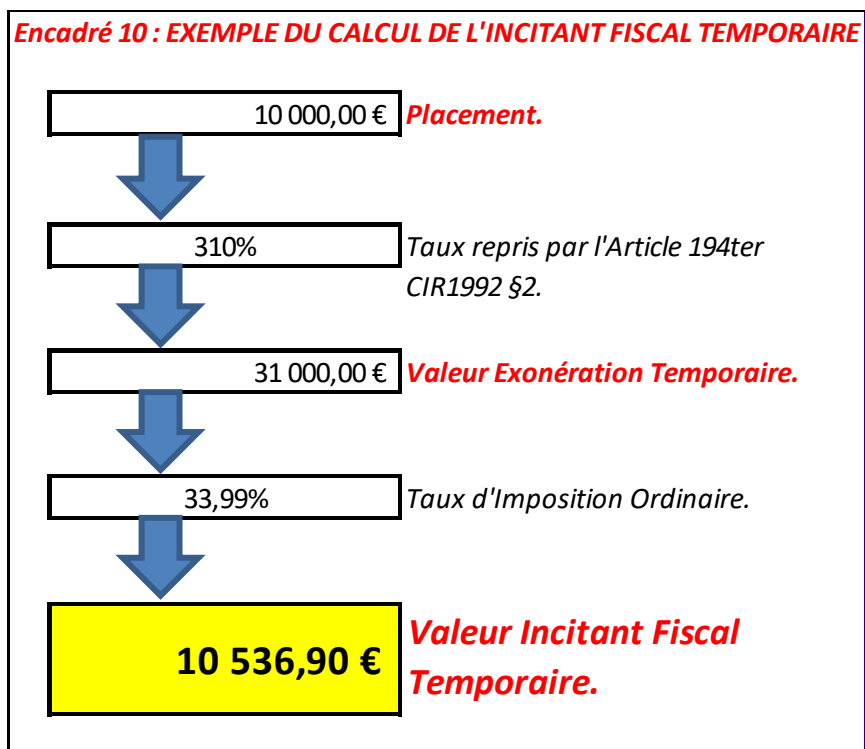 Encadré 10 : EXEMPLE DU CALCUL DE L'INCITANT FISCAL TEMPORAIRE
10 000,00 € Placement.
310% Taux repris par l'Article 194ter
CIR1992 §2.
31 000,00 € Valeur Exonération Temporaire.
33,99% Taux d'Imposition Ordinaire.
10 536,90 € Valeur Incitant Fiscal
Temporaire.